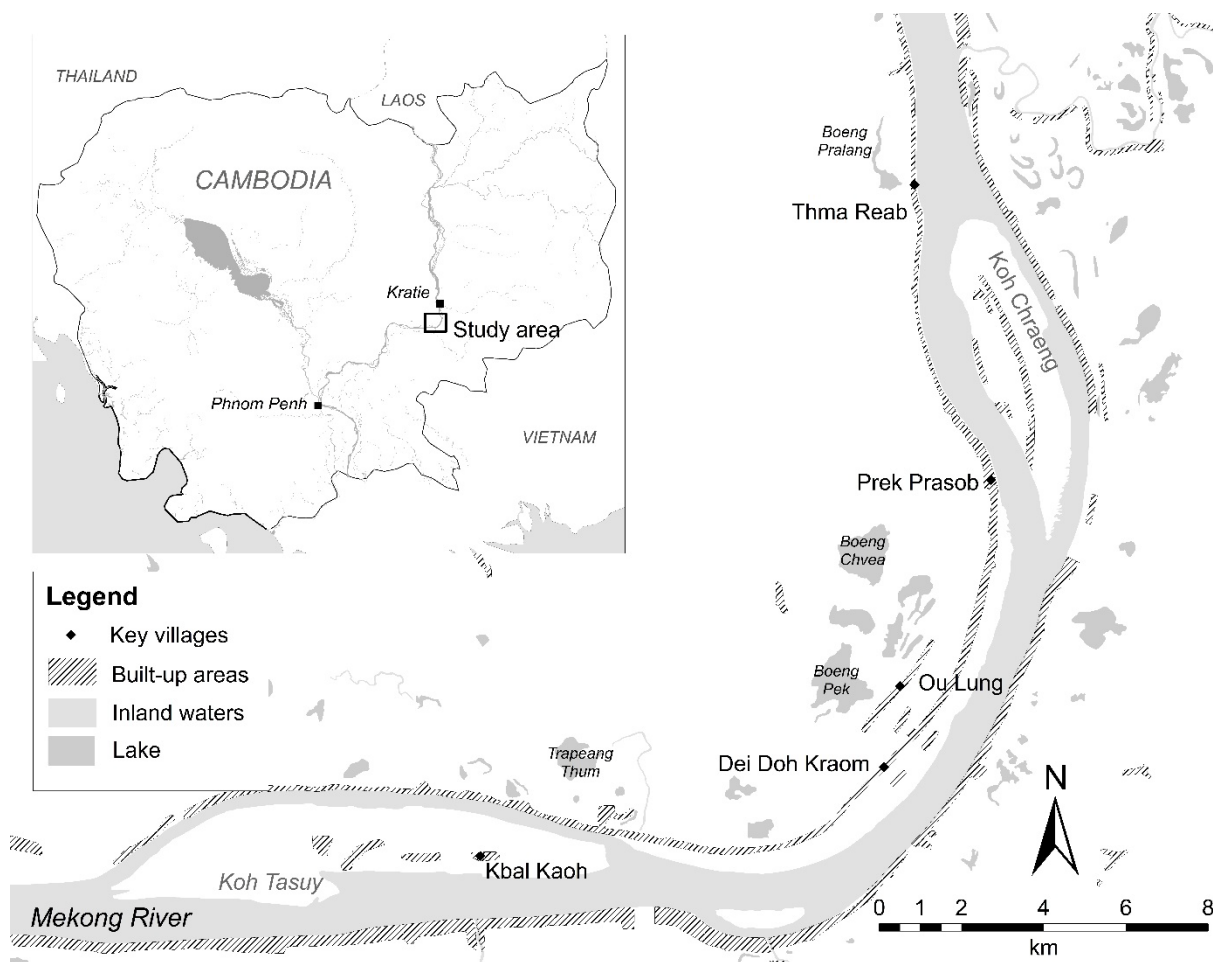 THAILAND
LAOS
CAMBODIA
Kratie
Study area
Phnom Penh
VIETNAM
Boeng
Pralang
Thma Reab
Koh Chraeng
Prek Prasob
Boeng
Chvea
Boeng
Pek
Ou Lung
Dei Doh Kraom
Trapeang
Thum
Kbal Kaoh
Koh Tasuy
Mekong River
Legend
Key villages
Built-up areas
Inland waters
Lake
N
0 1 2 4 6 8
km